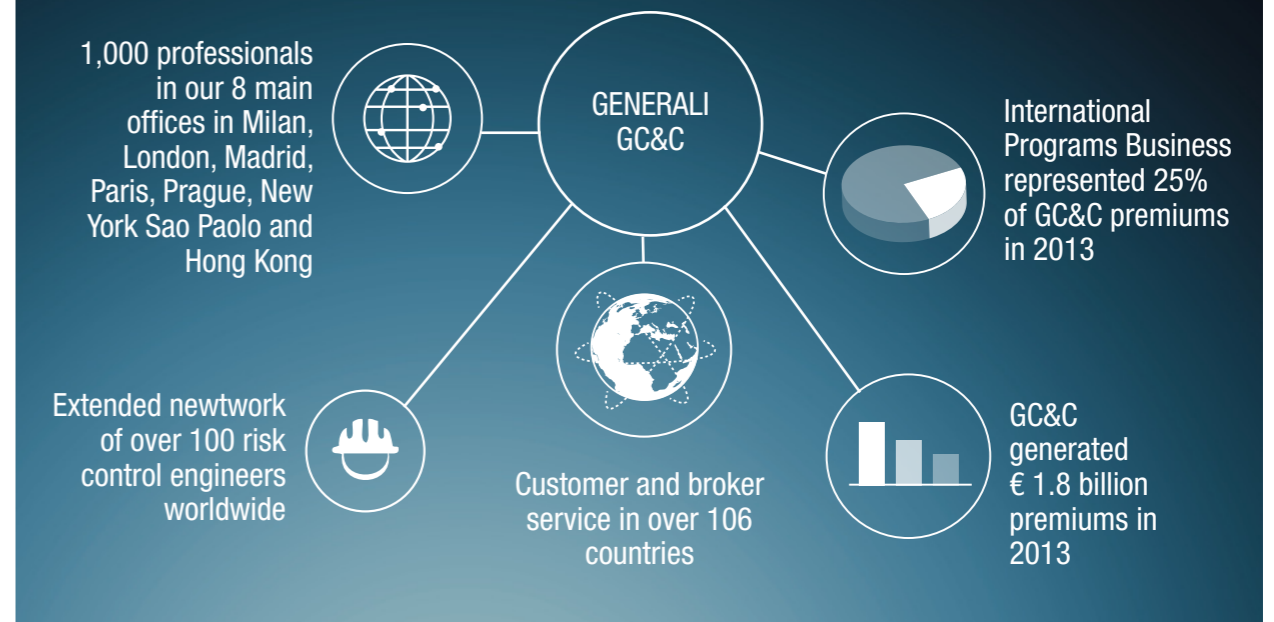 GENERALI
GC&C
1,000 professionals
in our 8 main
offices in Milan,
London, Madrid,
Paris, Prague, New
York Sao Paolo and
Hong Kong
International
Programs Business
represented 25%
of GC&C premiums
in 2013
Extended newtwork
of over 100 risk
control engineers
worldwide
Customer and broker
service in over 106
countries
GC&C
generated
€ 1.8 billion
premiums in
2013